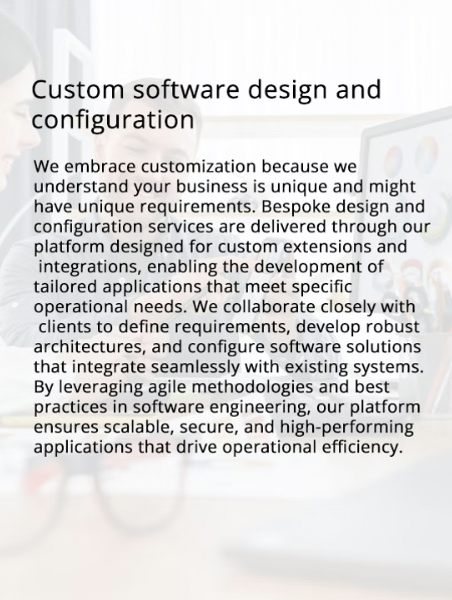 Custom software design and
configuration
We embrace customization because we
understand your business is unique and might
have unique requirements. Bespoke design and
configuration services are delivered through our
platform designed for custom extensions and
integrations, enabling the development of
tailored applications that meet specific
operational needs. We collaborate closely with
clients to define requirements, develop robust
architectures, and configure software solutions
that integrate seamlessly with existing systems.
By leveraging agile methodologies and best
practices in software engineering, our platform
ensures scalable, secure, and high-performing
applications that drive operational efficiency.